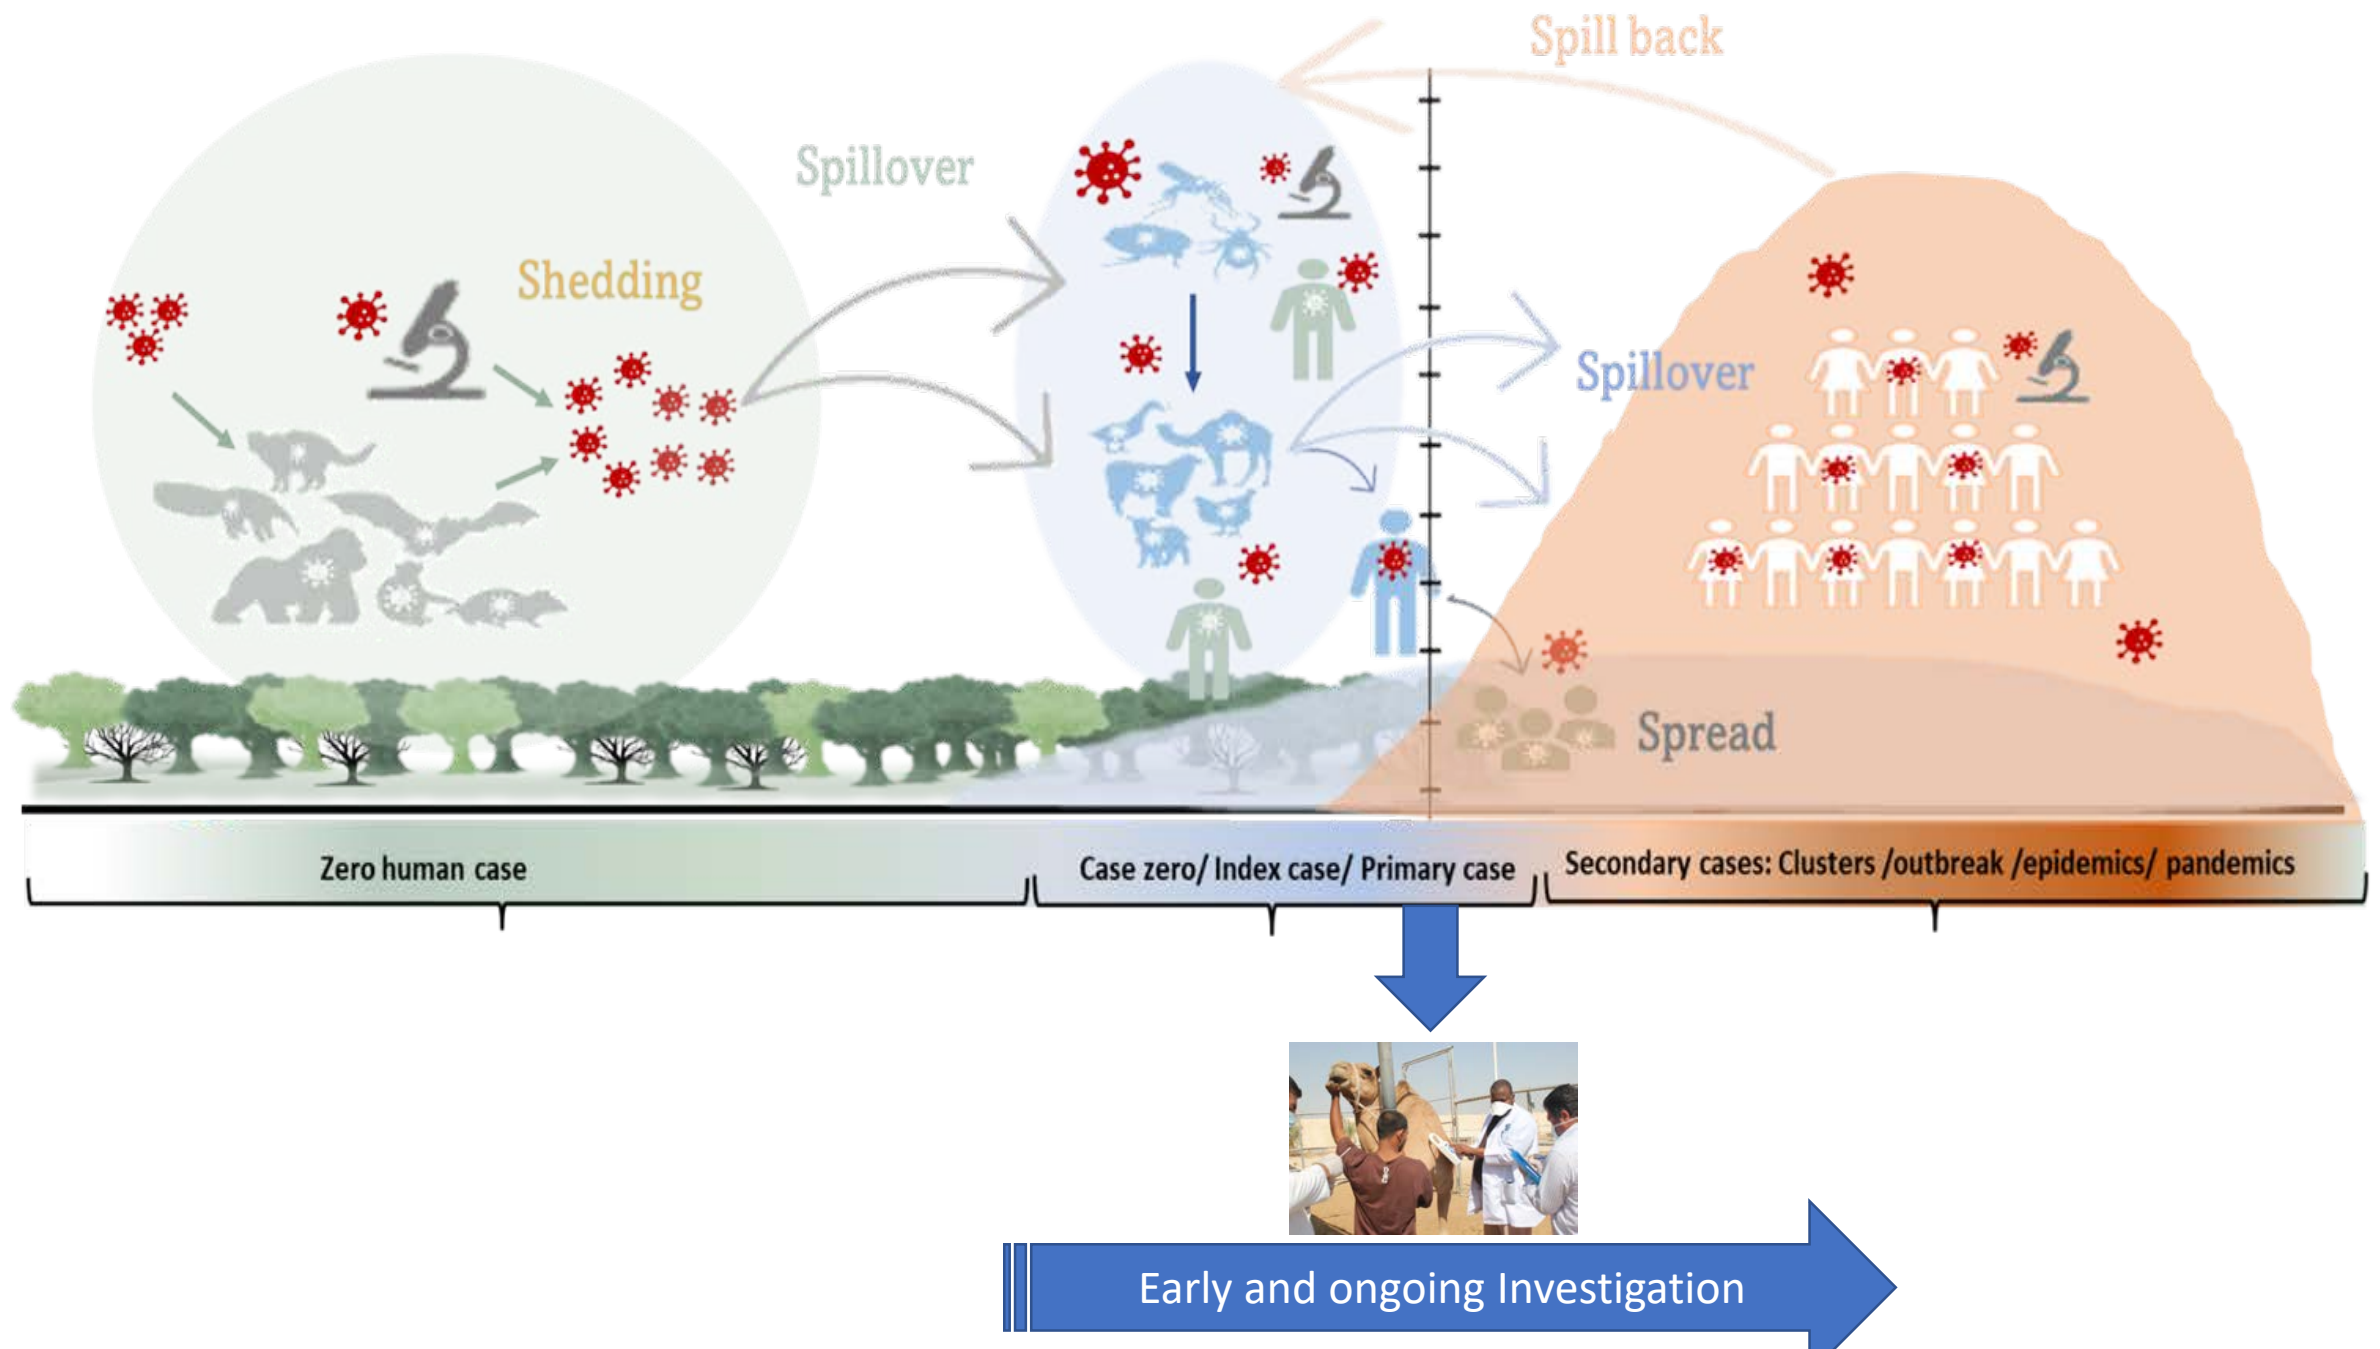 Spill back
Spillover
Shedding
Spillover
Spread
Zero human case
Case zero/ Index case/ Primary case
Secondary cases: Clusters /outbreak /epidemics/ pandemics
Early and ongoing Investigation